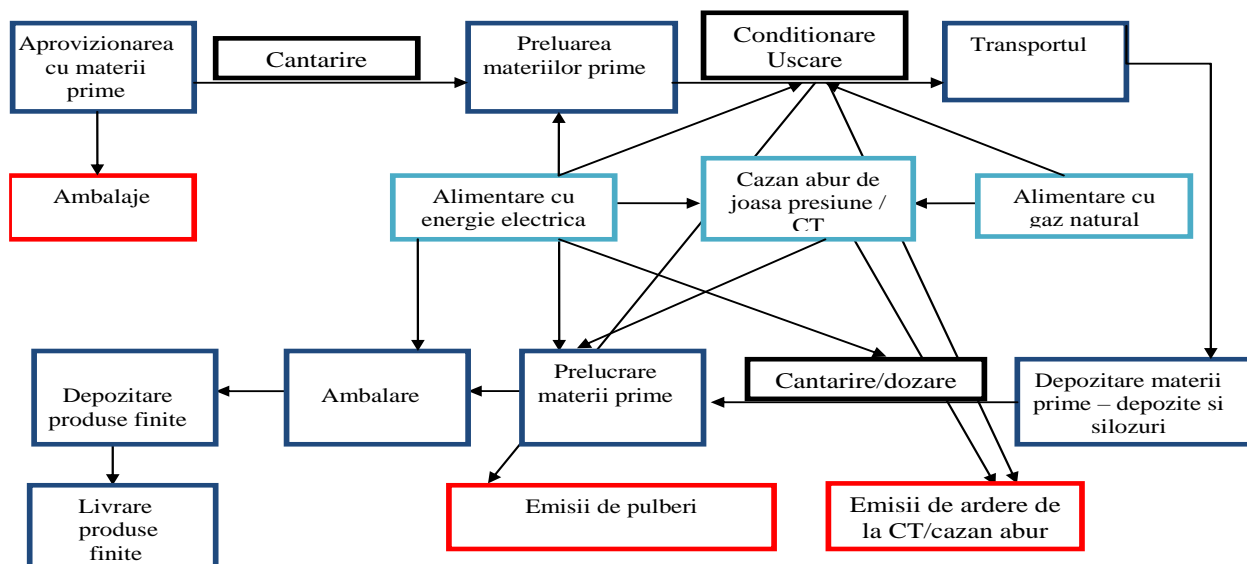 Aprovizionarea
cu materii
prime
Cantarire
Preluarea
materiilor prime
Conditionare
Uscare
Transportul
Ambalaje
Alimentare cu
energie electrica
Cazan abur de
joasa presiune /
CT
Alimentare cu
gaz natural
Depozitare
produse finite
Ambalare
Prelucrare
materii prime
Cantarire/dozare
Depozitare materii
prime – depozite si
silozuri
Livrare
produse
finite
Emisii de pulberi
Emisii de ardere de
la CT/cazan abur